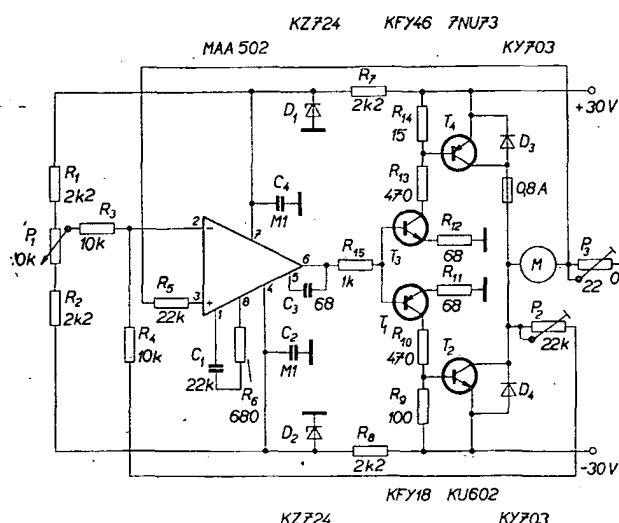 KZ724 KFY46 7NU73
MAA 502 KY703
R7
2k2
+30V
D1
R14
15
T4
D3
R1
2k2
C4
M1
R13
470
0,8A
P1
10k
R3
10k
2
7
6
R15
1k
T3
R12
68
M
P3
22
0
R5
22k
3
8
5
4
1
C3
68
R11
68
T1
R2
2k2
R4
10k
C1
22k
R6
680
C2
M1
R10
470
T2
P2
22k
R9
100
D4
D2
R8
2k2
-30V
KFY18 KU602
KZ724 KY703